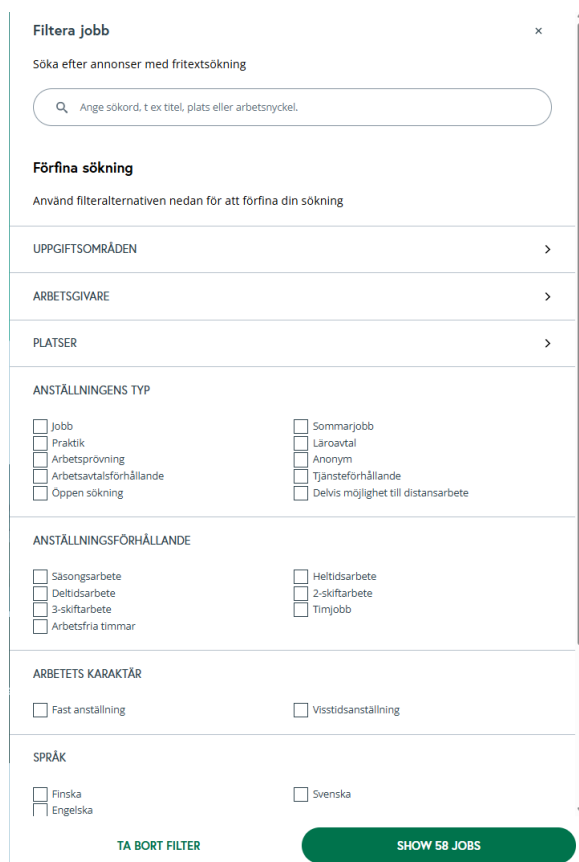 Filtera jobb
×
Söka efter annonser med fritextsökning
Ange sökord, t ex titel, plats eller arbetsnyckel.
Förfina sökning
Använd filteralternativen nedan för att förfina din sökning
UPPGIFTSOMRÅDEN
ARBETSGIVARE
PLATSER
ANSTÄLLNINGENS TYP
Jobb
Sommarjobb
Praktik
Läroavtal
Arbetsprövning
Anonym
Arbetsavtalsförhållande
Tjänsteförhållande
Öppen sökning
Delvis möjlighet till distansarbete
ANSTÄLLNINGSFÖRHÅLLANDE
Säsongsarbete
Heltidsarbete
Deltidsarbete
2-skiftarbete
3-skiftarbete
Timjobb
Arbetsfria timmar
ARBETETS KARAKTÄR
Fast anställning
Visstidsanställning
SPRÅK
Finska
Svenska
Engelska
TA BORT FILTER
SHOW 58 JOBS